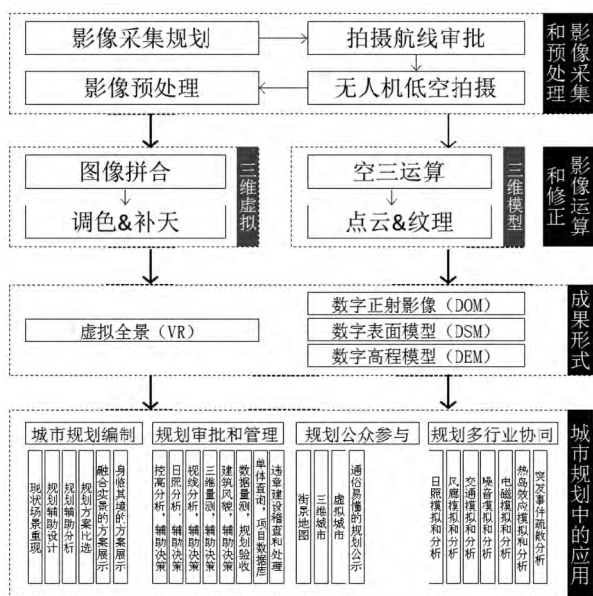 影像采集规划
拍摄航线审批
影像预处理
无人机低空拍摄
影像采集
和预处理
图像拼合
调色&补天
三维虚拟
空三运算
点云&纹理
三维模型
影像运算
和修正
虚拟全景（VR）
数字正射影像（DOM）
数字表面模型（DSM）
数字高程模型（DEM）
成果形式
城市规划编制
现状场景重现
规划辅助设计
规划辅助分析
规划方案比选
融合实景的方案展示
身临其境的方案展示
规划审批和管理
控高分析，辅助决策
日照分析，辅助决策
视线分析，辅助决策
三维量测，辅助决策
建筑风貌，辅助决策
数据量测，规划验收
单体查询，项目数据库
违章建设稽查和处理
规划公众参与
街景地图
三维城市
虚拟城市
通俗易懂的规划公示
规划多行业协同
日照模拟和分析
风廊模拟和分析
交通模拟和分析
噪音模拟和分析
电磁模拟和分析
热岛效应模拟和分析
突发事件疏散分析
城市规划中的应用